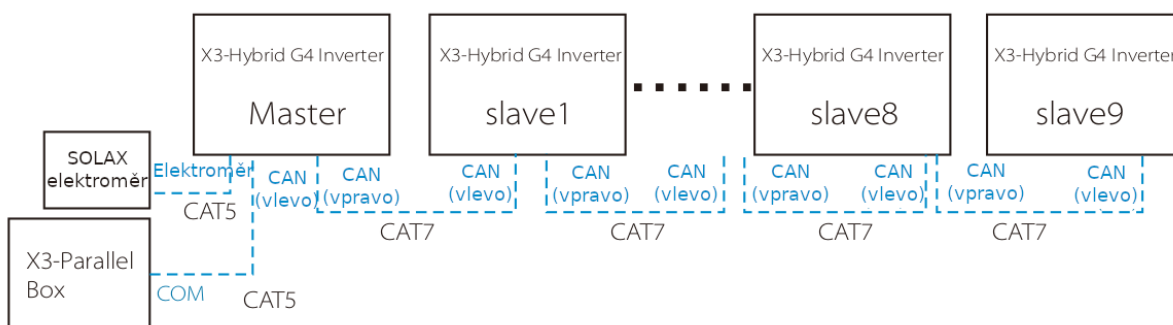 X3-Hybrid G4 Inverter
Master
X3-Hybrid G4 Inverter
slave1
X3-Hybrid G4 Inverter
slave8
X3-Hybrid G4 Inverter
slave9
SOLAX
elektroměr
Elektroměr
CAT5
CAN
(vlevo)
CAN
(vpravo)
CAN
(vlevo)
CAT7
CAN
(vpravo)
CAN
(vlevo)
CAT7
CAN
(vpravo)
CAN
(vlevo)
CAT7
CAN
(vpravo)
CAN
(vlevo)
CAT7
X3-Parallel
Box
COM
CAT5